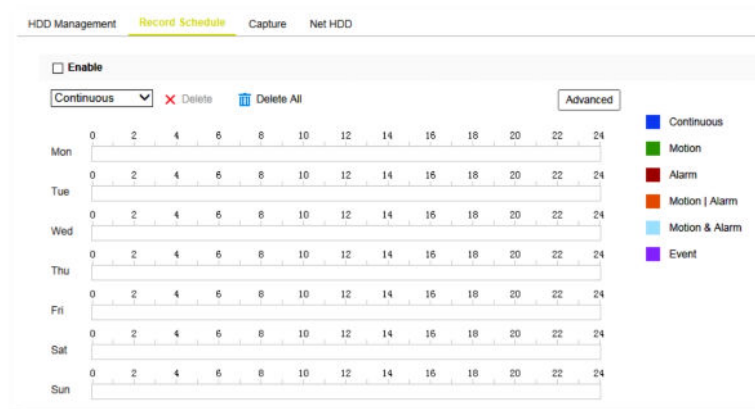 HDD Management Record Schedule Capture Net HDD
Enable
Continuous Delete Delete All Advanced
Continuous
Motion
Alarm
Motion | Alarm
Motion & Alarm
Event
0 2 4 6 8 10 12 14 16 18 20 22 24
Mon
0 2 4 6 8 10 12 14 16 18 20 22 24
Tue
0 2 4 6 8 10 12 14 16 18 20 22 24
Wed
0 2 4 6 8 10 12 14 16 18 20 22 24
Thu
0 2 4 6 8 10 12 14 16 18 20 22 24
Fri
0 2 4 6 8 10 12 14 16 18 20 22 24
Sat
0 2 4 6 8 10 12 14 16 18 20 22 24
Sun